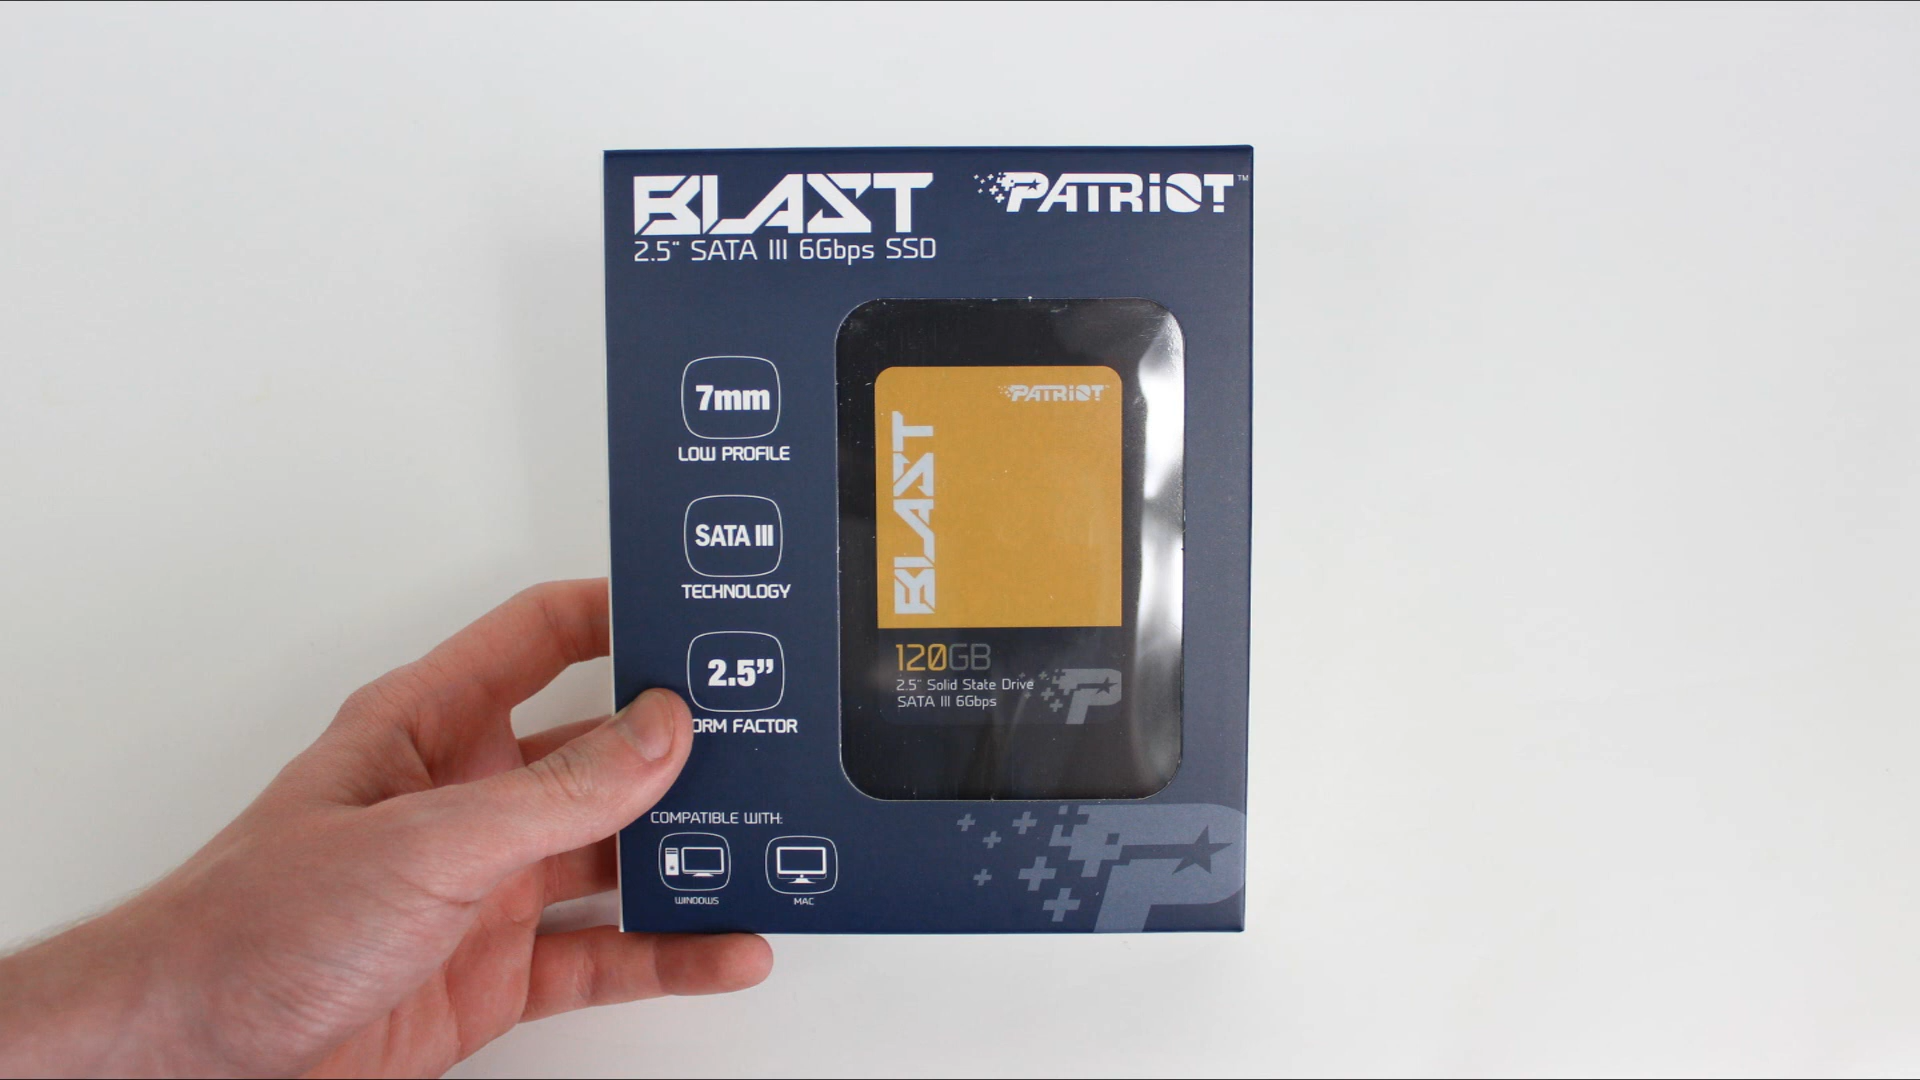 BLAST
PATRiOT™
2.5" SATA III 6Gbps SSD
7mm
LOW PROFILE
SATA III
TECHNOLOGY
2.5”
ORM FACTOR
COMPATIBLE WITH:
WINDOWS
MAC
PATRiOT
BLAST
120GB
2.5" Solid State Drive
SATA III 6Gbps